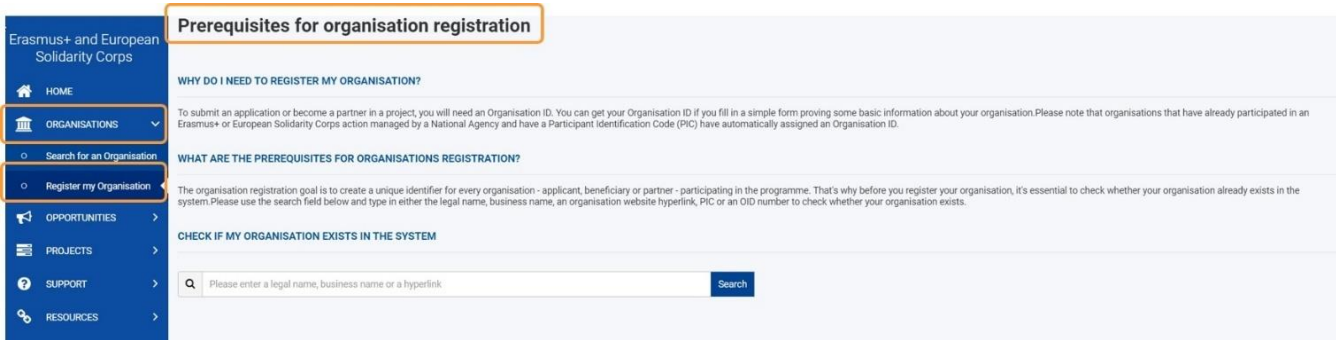 Erasmus+ and European
Solidarity Corps
HOME
ORGANISATIONS
Search for an Organisation
Register my Organisation
OPPORTUNITIES
PROJECTS
SUPPORT
RESOURCES
Prerequisites for organisation registration
WHY DO I NEED TO REGISTER MY ORGANISATION?
To submit an application or become a partner in a project, you will need an Organisation ID. You can get your Organisation ID if you fill in a simple form proving some basic information about your organisation.Please note that organisations that have already participated in an
Erasmus+ or European Solidarity Corps action managed by a National Agency and have a Participant Identification Code (PIC) have automatically assigned an Organisation ID.
WHAT ARE THE PREREQUISITES FOR ORGANISATIONS REGISTRATION?
The organisation registration goal is to create a unique identifier for every organisation - applicant, beneficiary or partner - participating in the programme. That's why before you register your organisation, it's essential to check whether your organisation already exists in the
system.Please use the search field below and type in either the legal name, business name, an organisation website hyperlink, PIC or an OID number to check whether your organisation exists.
CHECK IF MY ORGANISATION EXISTS IN THE SYSTEM
Please enter a legal name, business name or a hyperlink
Search